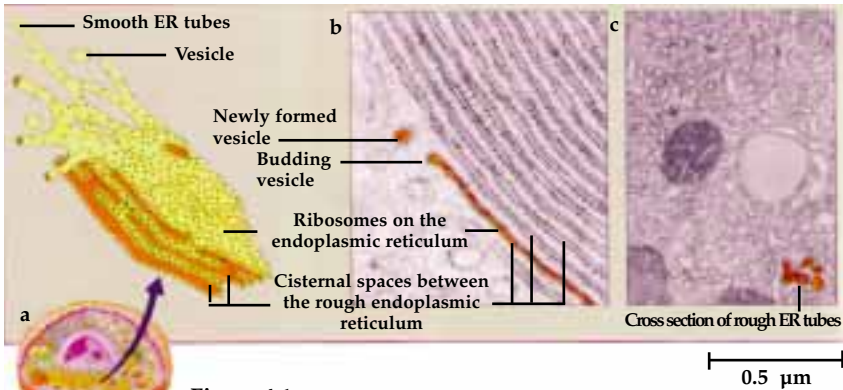 Smooth ER tubes
Vesicle
b
c
Newly formed
vesicle
Budding
vesicle
Ribosomes on the
endoplasmic reticulum
Cisternal spaces between
the rough endoplasmic
reticulum
a
Cross section of rough ER tubes
0.5 µm